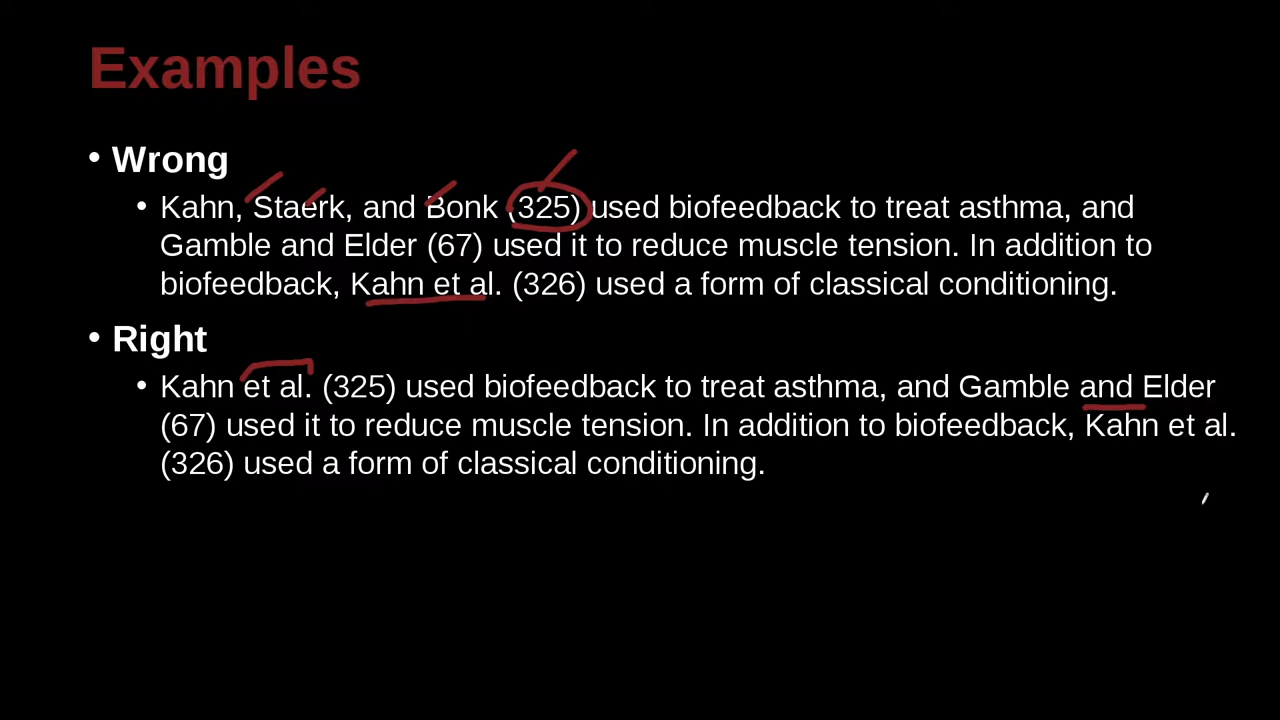 Examples
• Wrong
• Kahn, Staerk, and Bonk (325) used biofeedback to treat asthma, and
Gamble and Elder (67) used it to reduce muscle tension. In addition to
biofeedback, Kahn et al. (326) used a form of classical conditioning.
• Right
• Kahn et al. (325) used biofeedback to treat asthma, and Gamble and Elder
(67) used it to reduce muscle tension. In addition to biofeedback, Kahn et al.
(326) used a form of classical conditioning.